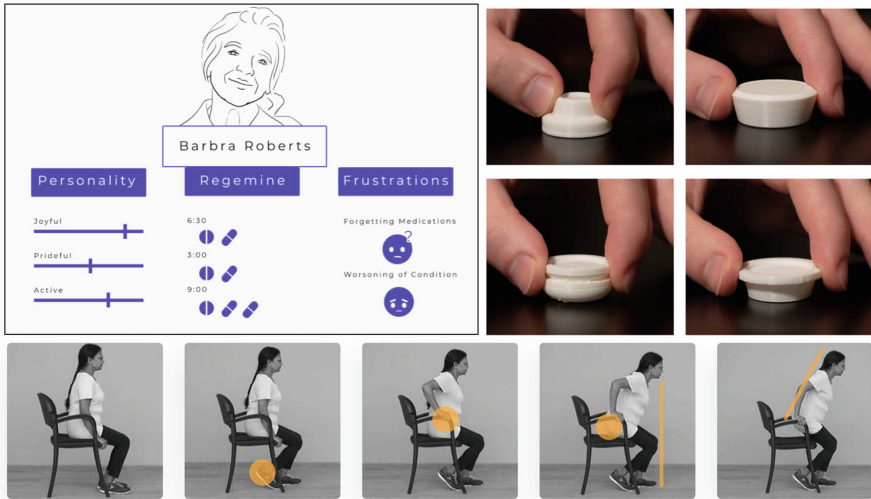 Barbra Roberts
Personality
Regemine
Frustrations
Joyful
Prideful
Active
6:30
3:00
9:00
Forgetting Medications
?
Worsoning of Condition